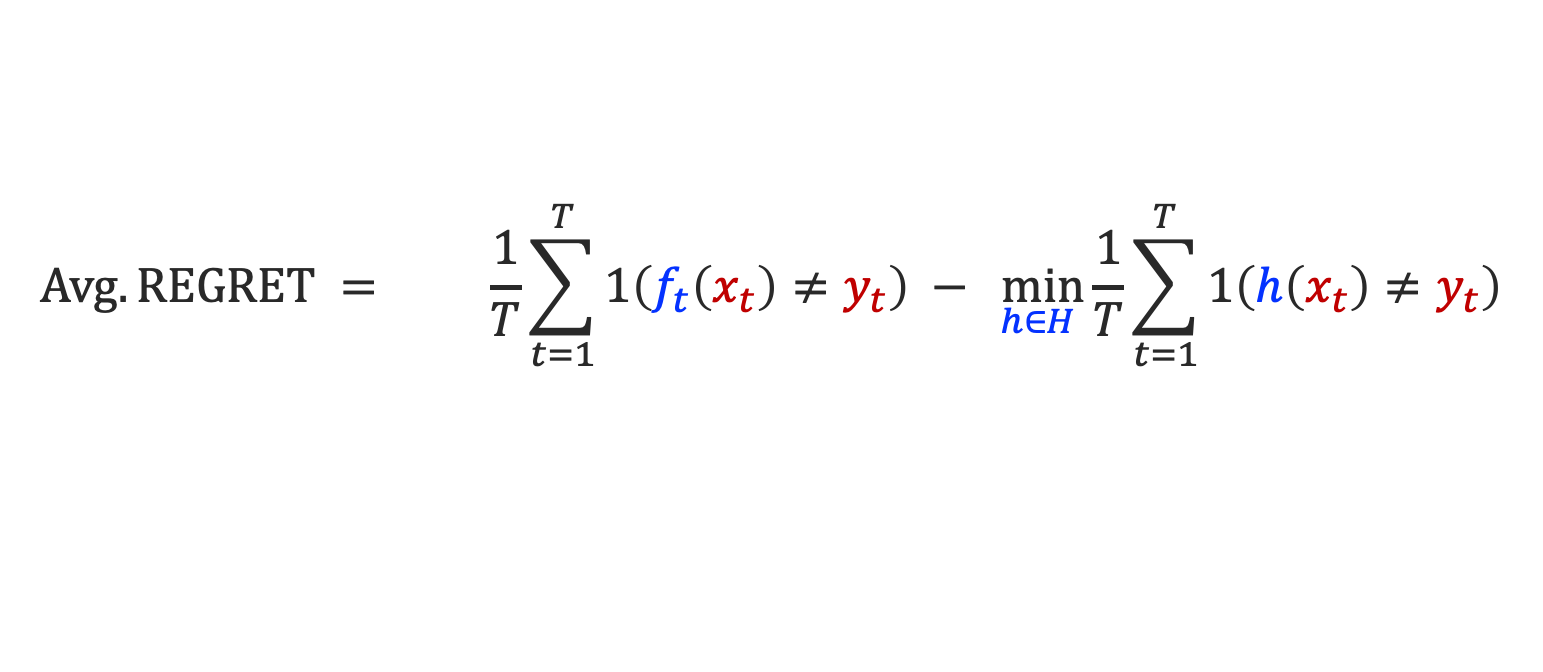 Avg. REGRET = 1/T ∑_{t=1}^{T} 1(f_t(x_t) ≠ y_t) − min_{h∈H} 1/T ∑_{t=1}^{T} 1(h(x_t) ≠ y_t)